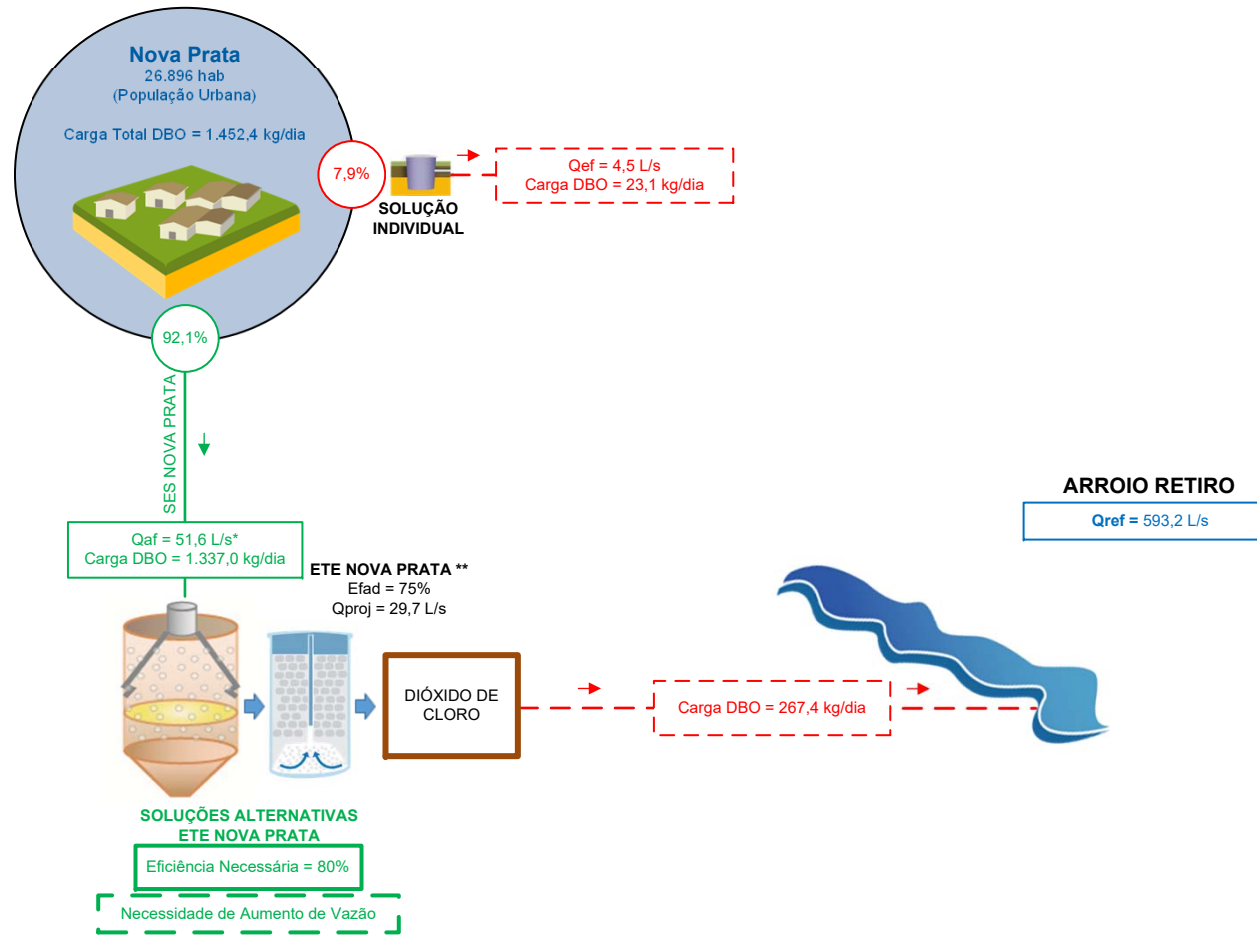 Nova Prata
26.896 hab
(População Urbana)
Carga Total DBO = 1.452,4 kg/dia
7,9%
SOLUÇÃO
INDIVIDUAL
Qef = 4,5 L/s
Carga DBO = 23,1 kg/dia
92,1%
SES NOVA PRATA
Qaf = 51,6 L/s*
Carga DBO = 1.337,0 kg/dia
ETE NOVA PRATA **
Efad = 75%
Qproj = 29,7 L/s
DIÓXIDO DE
CLORO
Carga DBO = 267,4 kg/dia
ARROIO RETIRO
Qref = 593,2 L/s
SOLUÇÕES ALTERNATIVAS
ETE NOVA PRATA
Eficiência Necessária = 80%
Necessidade de Aumento de Vazão